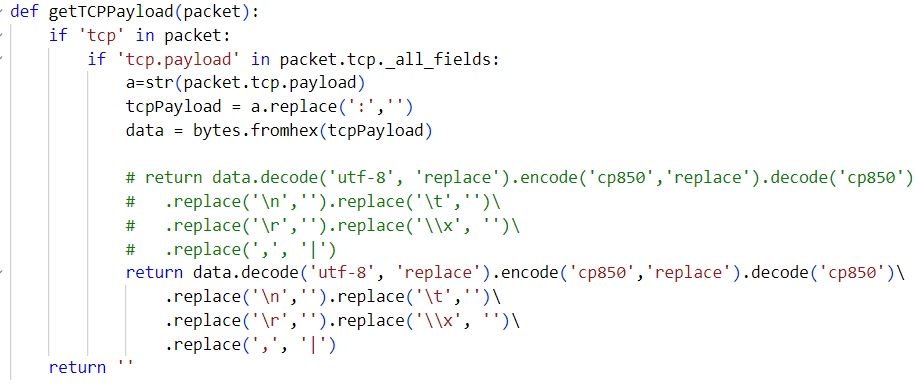 def getTCPPayload(packet):
    if 'tcp' in packet:
        if 'tcp.payload' in packet.tcp._all_fields:
            a=str(packet.tcp.payload)
            tcpPayload = a.replace(':','')
            data = bytes.fromhex(tcpPayload)

            # return data.decode('utf-8', 'replace').encode('cp850','replace').decode('cp850')
            #   .replace('\n','').replace('\t','')\
            #   .replace('\r','').replace('\\x', '')\
            #   .replace(',', '|')
            return data.decode('utf-8', 'replace').encode('cp850','replace').decode('cp850')\
                .replace('\n','').replace('\t','')\
                .replace('\r','').replace('\\x', '')\
                .replace(',', '|')
    return ''